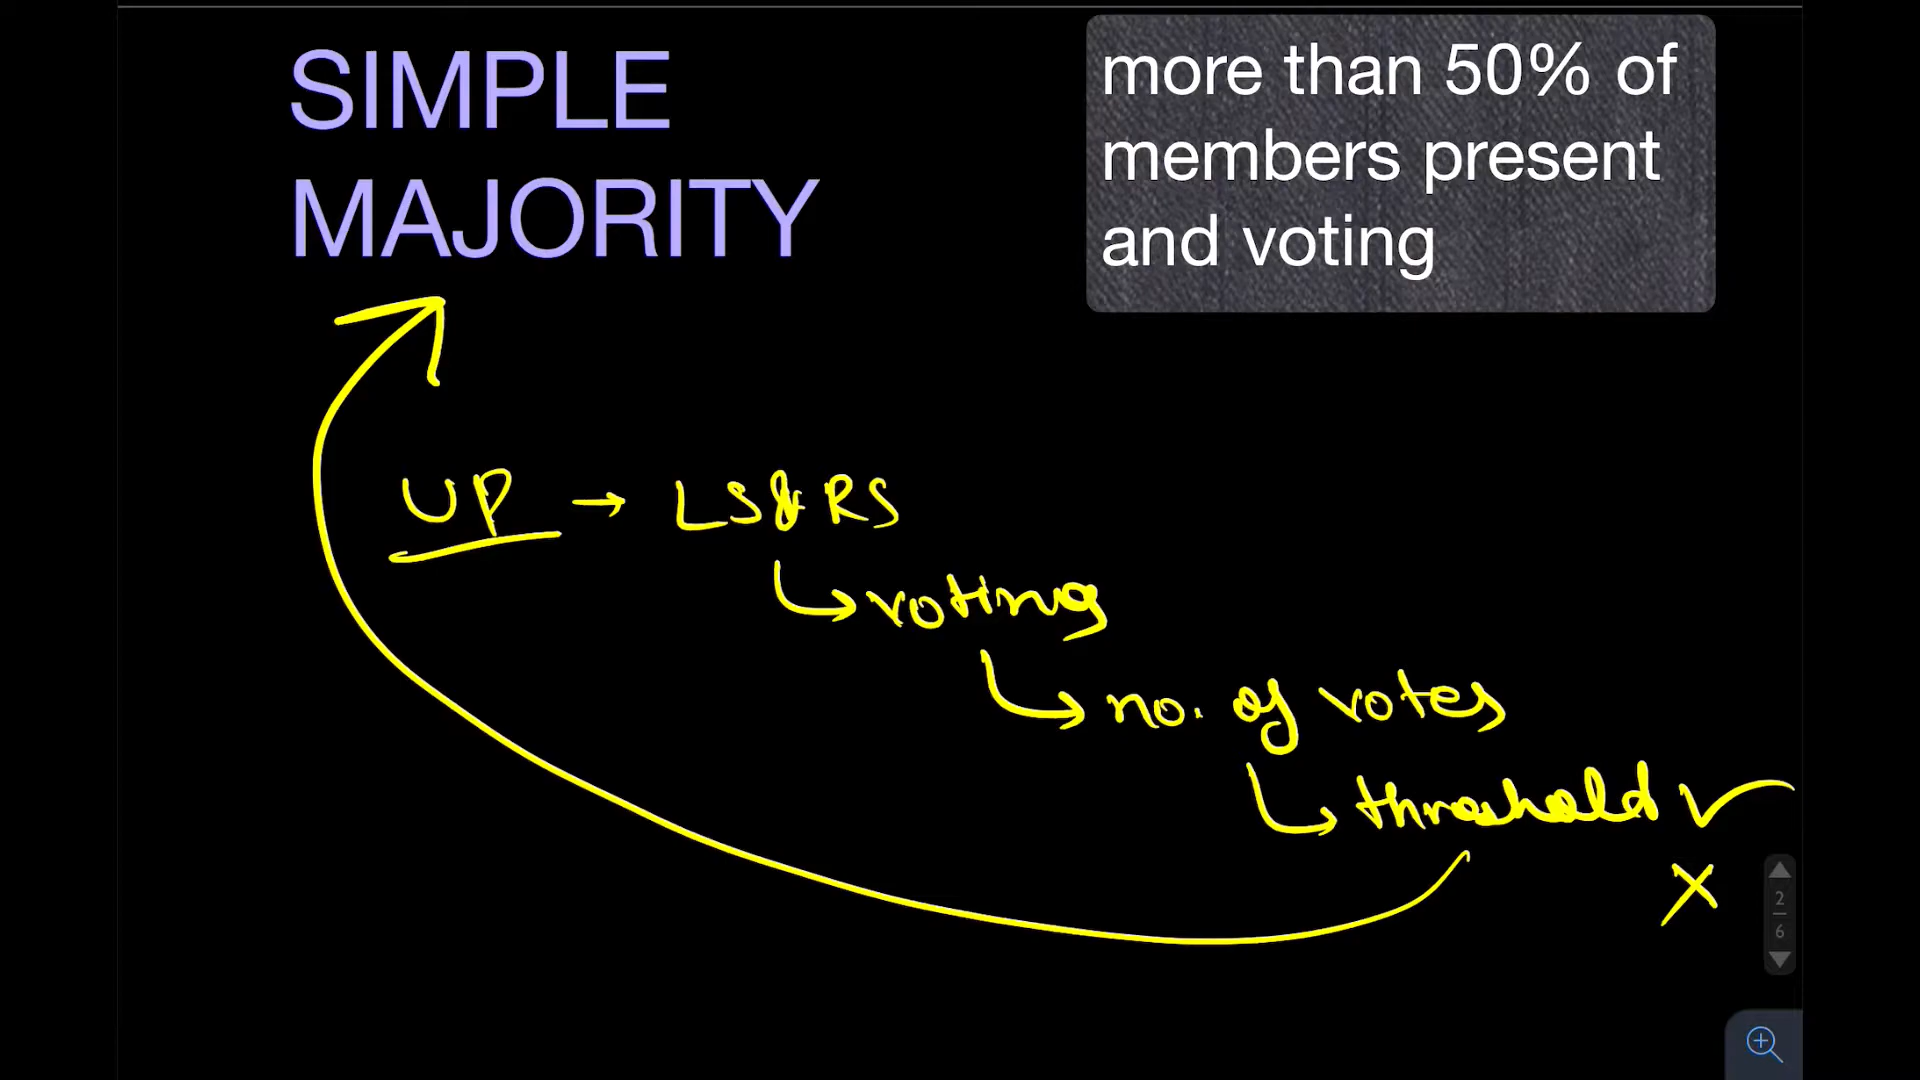 SIMPLE
MAJORITY
more than 50% of
members present
and voting
UP → LS & RS
↳ voting
↳ no. of votes
↳ threshold ✓
✗
2
6